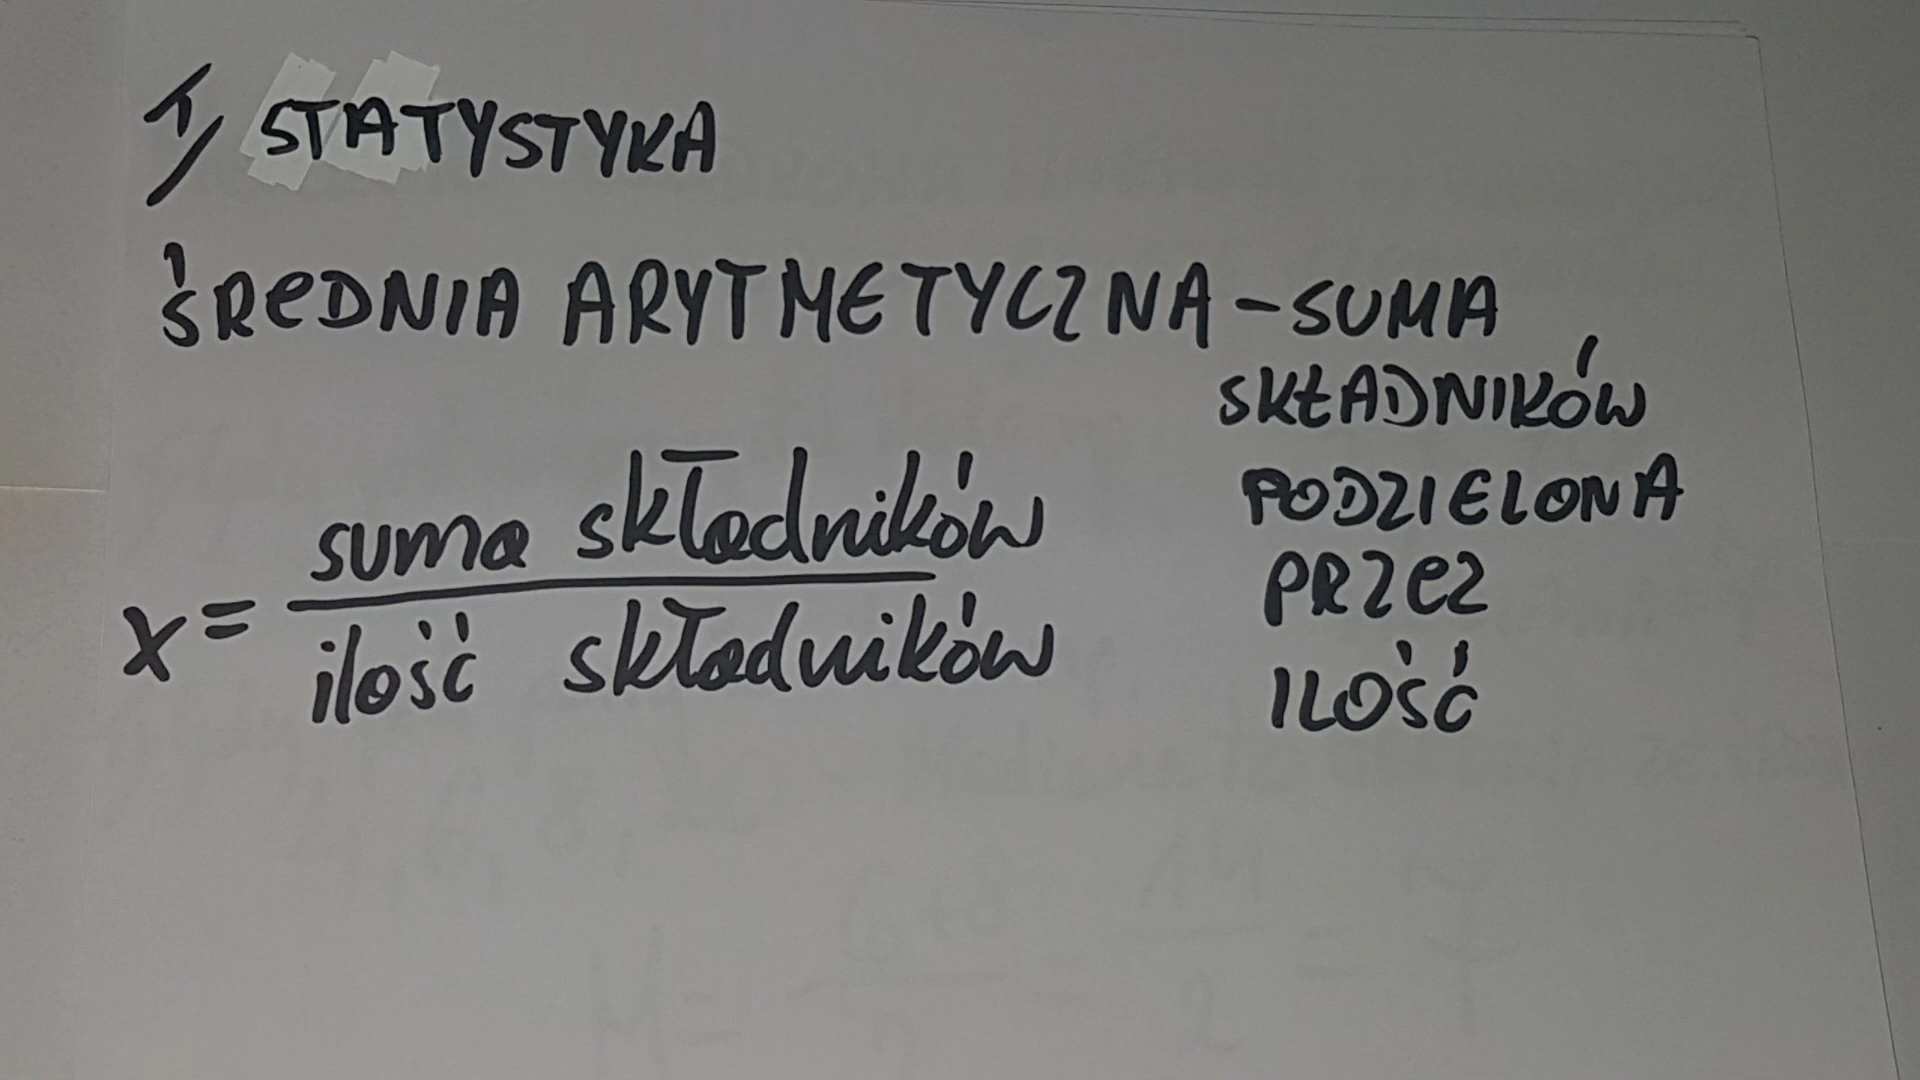 1/ STATYSTYKA
ŚREDNIA ARYTMETYCZNA - SUMA
SKŁADNIKÓW
PODZIELONA
PRZEZ
ILOŚĆ
x = suma składników
ilość składników